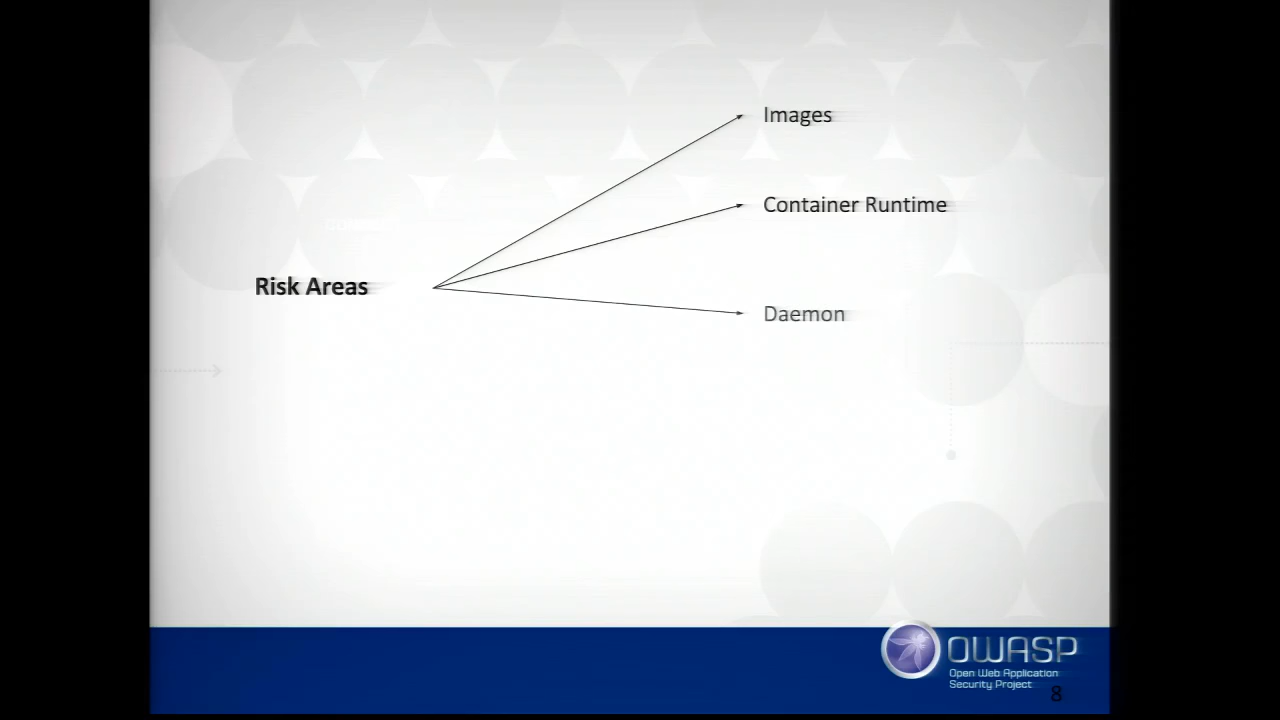 Images
Container Runtime
Risk Areas
Daemon
OWASP
Open Web Application
Security Project
8